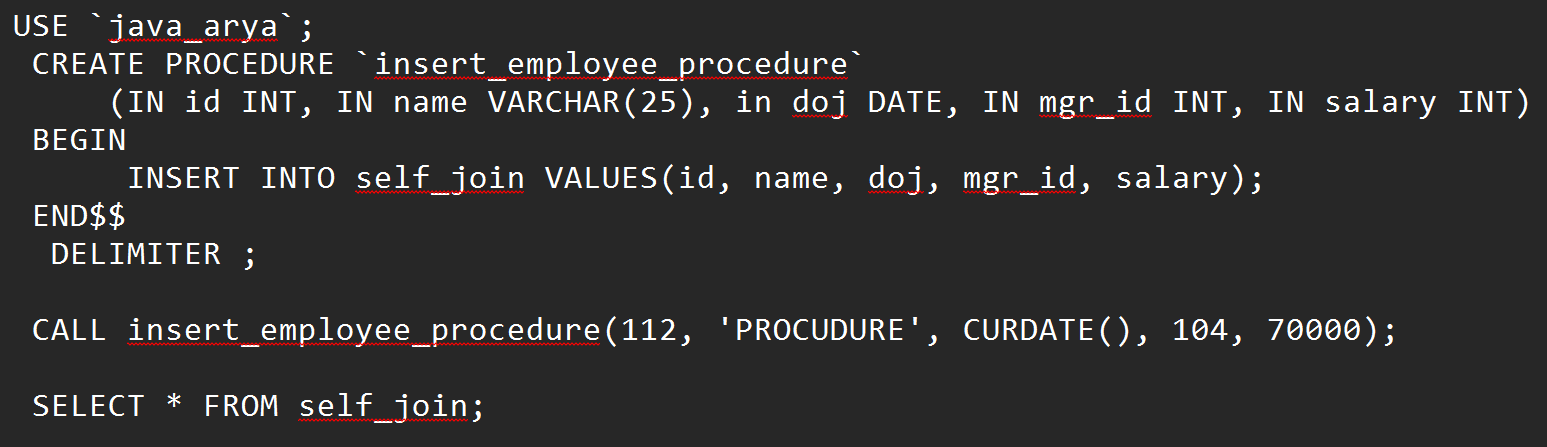 USE `java_arya`;
CREATE PROCEDURE `insert_employee_procedure`
(IN id INT, IN name VARCHAR(25), in doj DATE, IN mgr_id INT, IN salary INT)
BEGIN
INSERT INTO self_join VALUES(id, name, doj, mgr_id, salary);
END$$
DELIMITER ;
CALL insert_employee_procedure(112, 'PROCUDURE', CURDATE(), 104, 70000);
SELECT * FROM self_join;